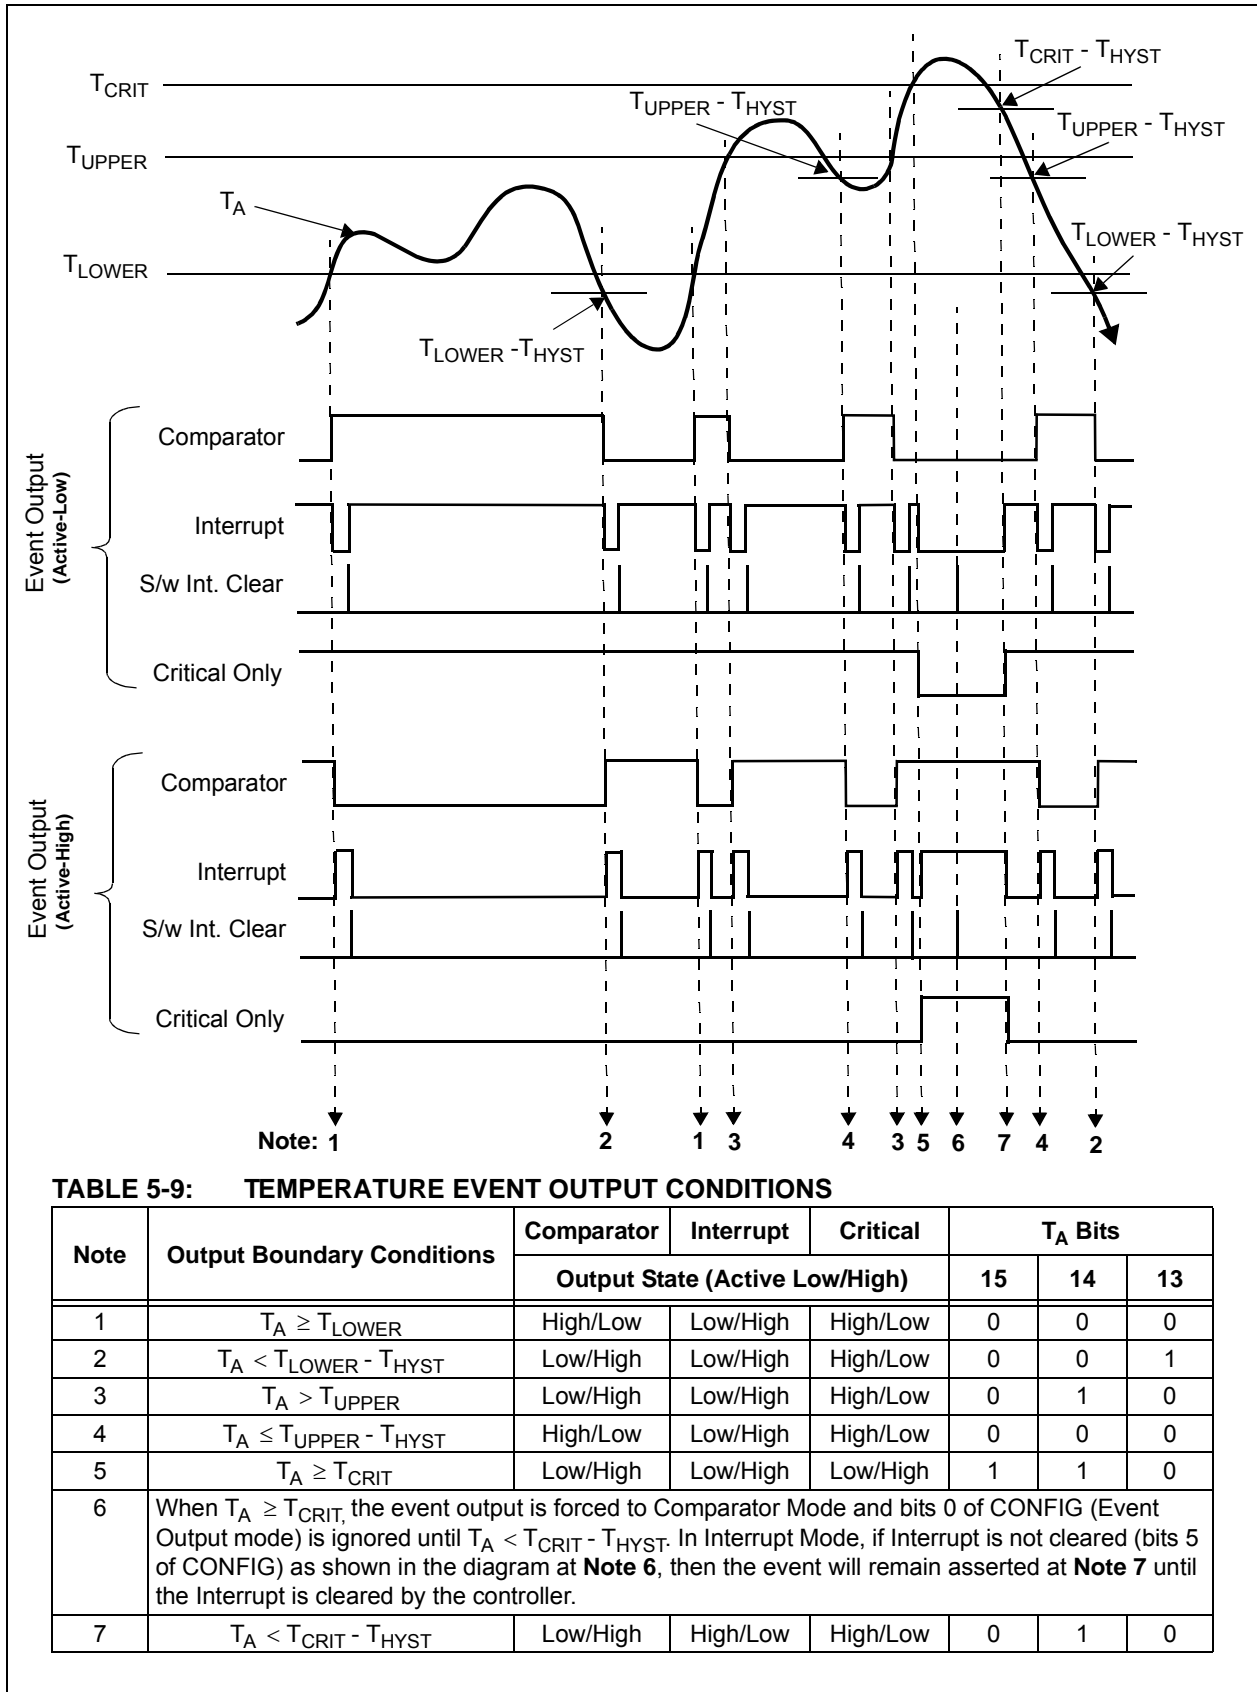 T_CRIT - T_HYST
T_CRIT
T_UPPER - T_HYST
T_UPPER - T_HYST
T_UPPER
T_A
T_LOWER - T_HYST
T_LOWER
T_LOWER -T_HYST
Event Output
(Active-Low)
Comparator
Interrupt
S/w Int. Clear
Critical Only
Event Output
(Active-High)
Comparator
Interrupt
S/w Int. Clear
Critical Only
Note: 1 2 1 3 4 3 5 6 7 4 2
TABLE 5-9: TEMPERATURE EVENT OUTPUT CONDITIONS
Note Output Boundary Conditions Comparator Interrupt Critical T_A Bits
Output State (Active Low/High) 15 14 13
1 T_A ≥ T_LOWER High/Low Low/High High/Low 0 0 0
2 T_A < T_LOWER - T_HYST Low/High Low/High High/Low 0 0 1
3 T_A > T_UPPER Low/High Low/High High/Low 0 1 0
4 T_A ≤ T_UPPER - T_HYST High/Low Low/High High/Low 0 0 0
5 T_A ≥ T_CRIT Low/High Low/High Low/High 1 1 0
6 When T_A ≥ T_CRIT, the event output is forced to Comparator Mode and bits 0 of CONFIG (Event
Output mode) is ignored until T_A < T_CRIT - T_HYST. In Interrupt Mode, if Interrupt is not cleared (bits 5
of CONFIG) as shown in the diagram at Note 6, then the event will remain asserted at Note 7 until
the Interrupt is cleared by the controller.
7 T_A < T_CRIT - T_HYST Low/High High/Low High/Low 0 1 0